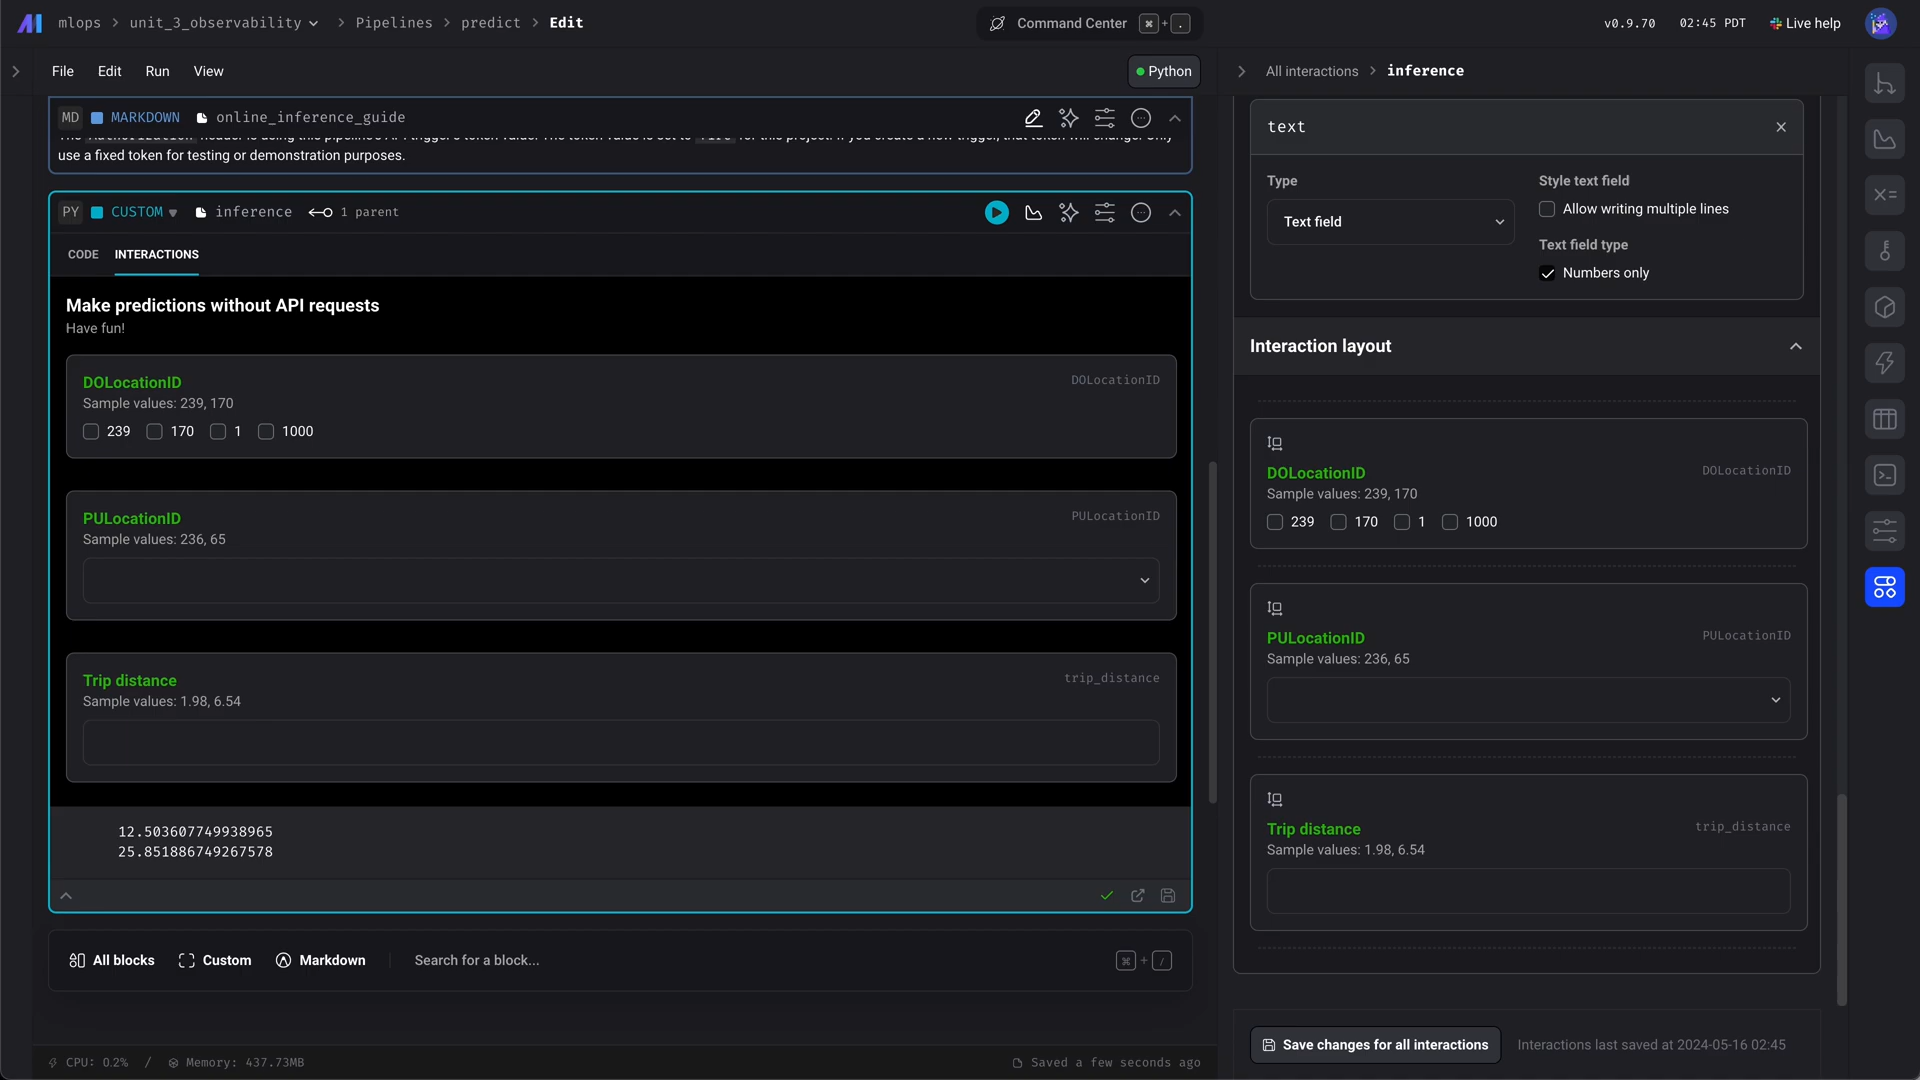 mlops > unit_3_observability > Pipelines > predict > Edit
Command Center ⌘ + .
v0.9.70 02:45 PDT Live help
File Edit Run View
Python
All interactions > inference
MD MARKDOWN online_inference_guide
use a fixed token for testing or demonstration purposes.
PY CUSTOM inference 1 parent
CODE INTERACTIONS
Make predictions without API requests
Have fun!
DOLocationID DOLocationID
Sample values: 239, 170
239 170 1 1000
PULocationID PULocationID
Sample values: 236, 65
Trip distance trip_distance
Sample values: 1.98, 6.54
12.503607749938965
25.851886749267578
All blocks Custom Markdown Search for a block... ⌘ + /
CPU: 0.2% / Memory: 437.73MB
Saved a few seconds ago
text
Type
Text field
Style text field
Allow writing multiple lines
Text field type
Numbers only
Interaction layout
DOLocationID DOLocationID
Sample values: 239, 170
239 170 1 1000
PULocationID PULocationID
Sample values: 236, 65
Trip distance trip_distance
Sample values: 1.98, 6.54
Save changes for all interactions Interactions last saved at 2024-05-16 02:45